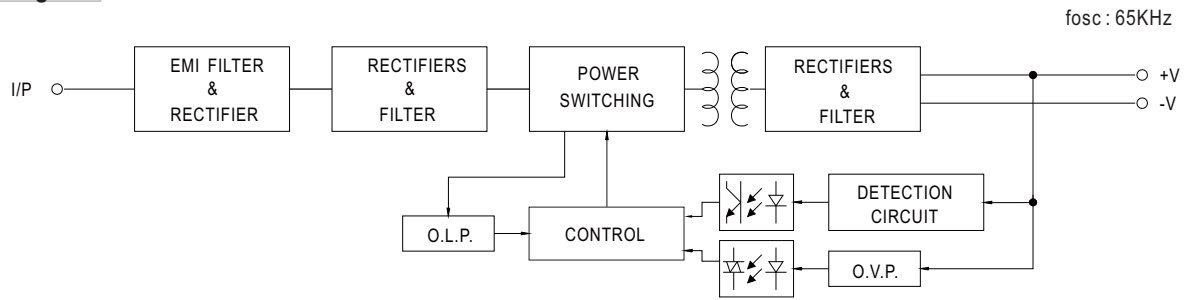 fosc : 65KHz
I/P
EMI FILTER
&
RECTIFIER
RECTIFIERS
&
FILTER
POWER
SWITCHING
RECTIFIERS
&
FILTER
+V
-V
DETECTION
CIRCUIT
O.L.P.
CONTROL
O.V.P.